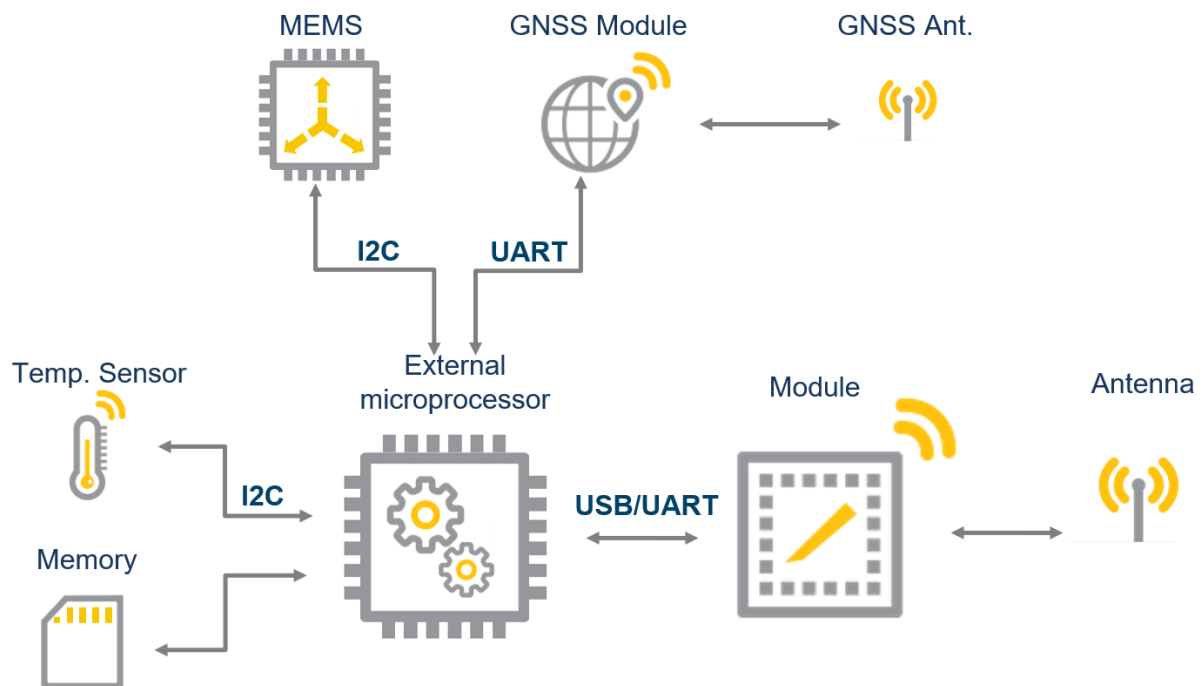 MEMS
GNSS Module
GNSS Ant.
I2C
UART
Temp. Sensor
External
microprocessor
Module
Antenna
I2C
USB/UART
Memory